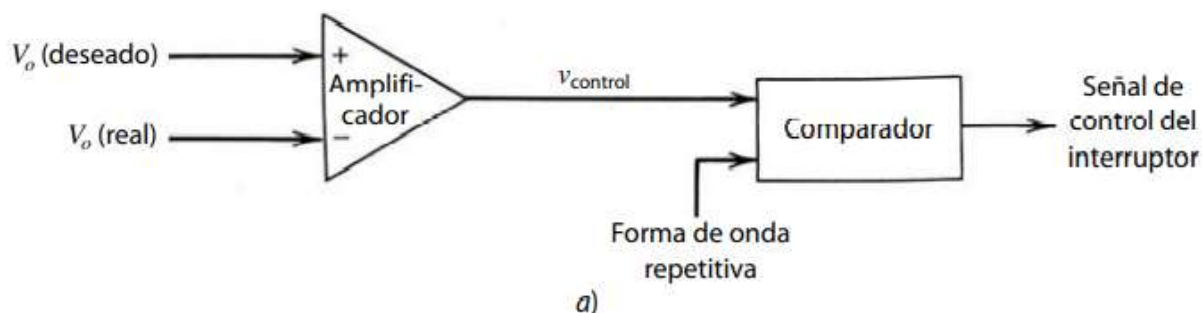 V_o (deseado)
V_o (real)
+
Amplifi-
cador
−
v_control
Comparador
Señal de
control del
interruptor
Forma de onda
repetitiva
a)